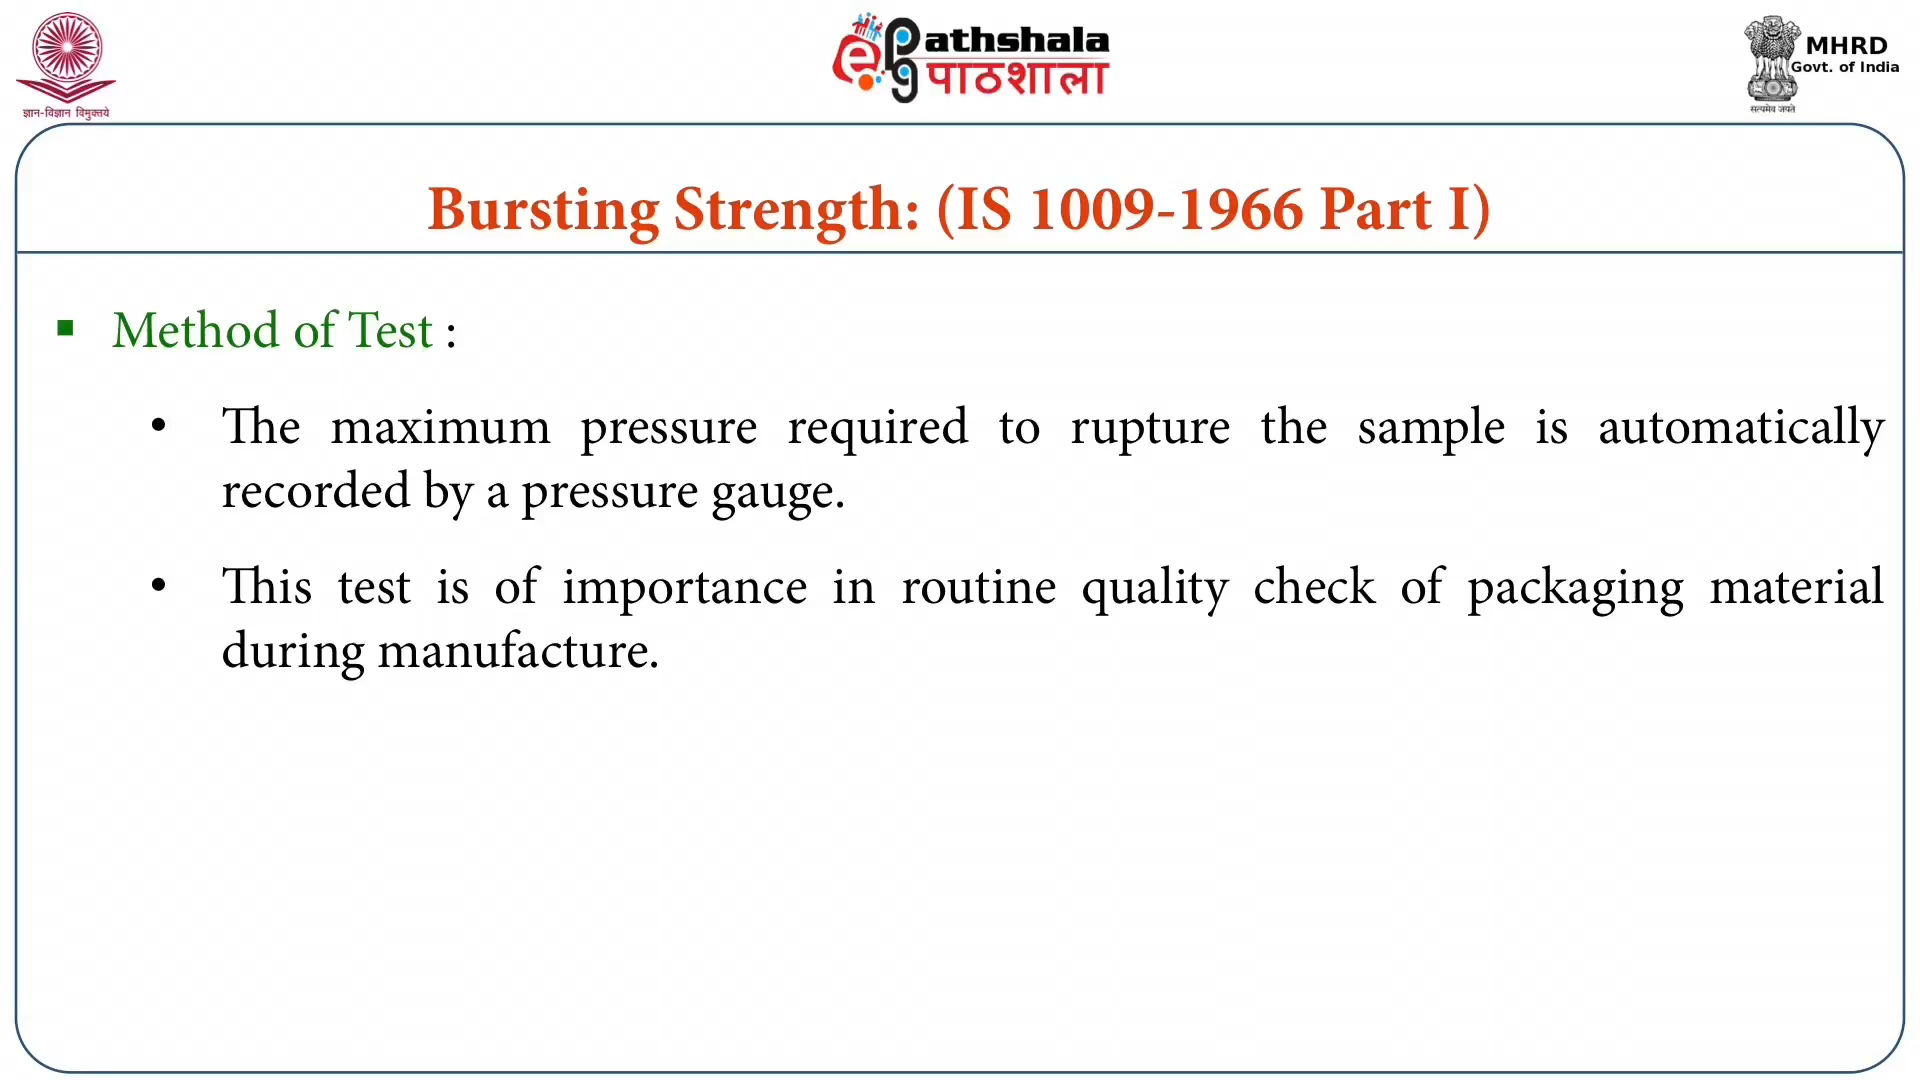 ज्ञान-विज्ञान विमुक्तये
e
Pg
athshala
पाठशाला
MHRD
Govt. of India
सत्यमेव जयते
Bursting Strength: (IS 1009-1966 Part I)
Method of Test :
The maximum pressure required to rupture the sample is automatically
recorded by a pressure gauge.
This test is of importance in routine quality check of packaging material
during manufacture.